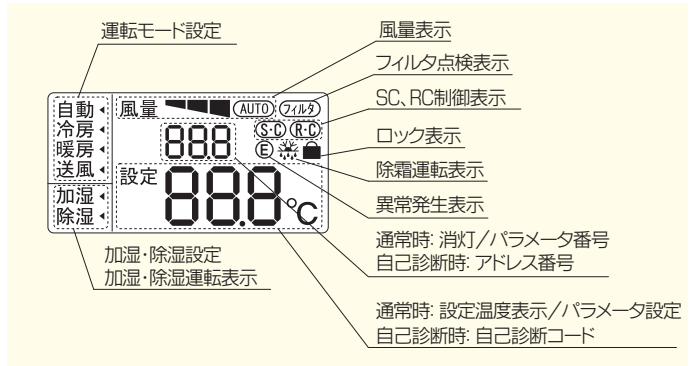 運転モード設定
風量表示
フィルタ点検表示
SC、RC制御表示
ロック表示
除霜運転表示
異常発生表示
通常時: 消灯/パラメータ番号
自己診断時: アドレス番号
通常時: 設定温度表示/パラメータ設定
自己診断時: 自己診断コード
自動
冷房
暖房
送風
加湿
除湿
風量 AUTO フィルタ
88.8 S·C R·C
E
設定
88.8 °C
加湿・除湿設定
加湿・除湿運転表示